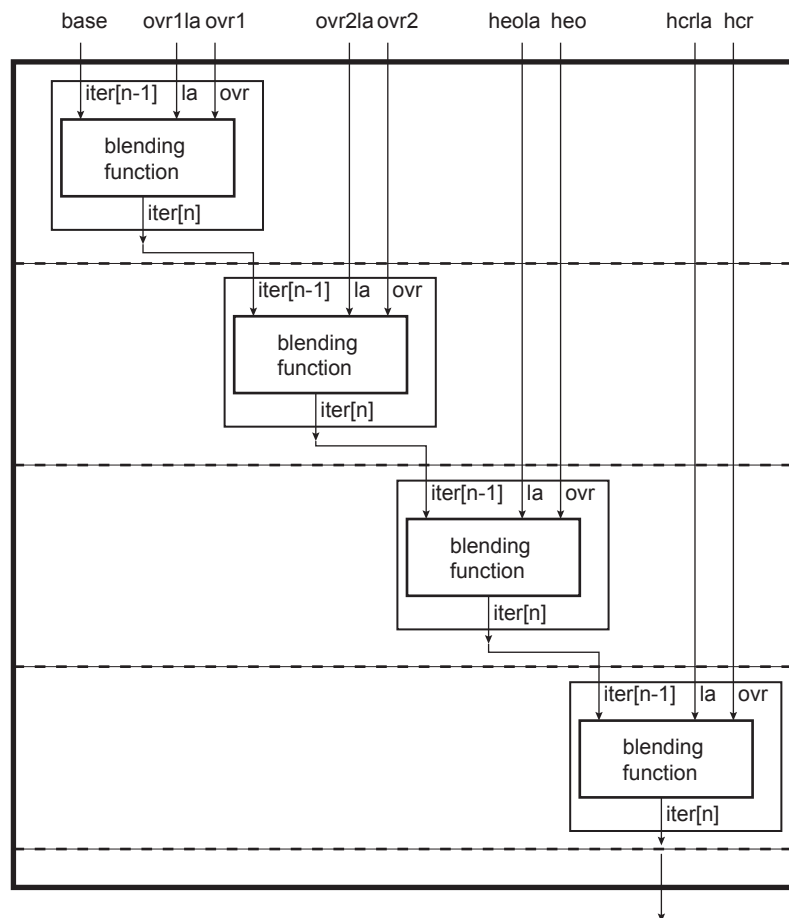 base ovr1la ovr1 ovr2la ovr2 heola heo hcrla hcr
iter[n-1] la ovr
blending
function
iter[n]
iter[n-1] la ovr
blending
function
iter[n]
iter[n-1] la ovr
blending
function
iter[n]
iter[n-1] la ovr
blending
function
iter[n]